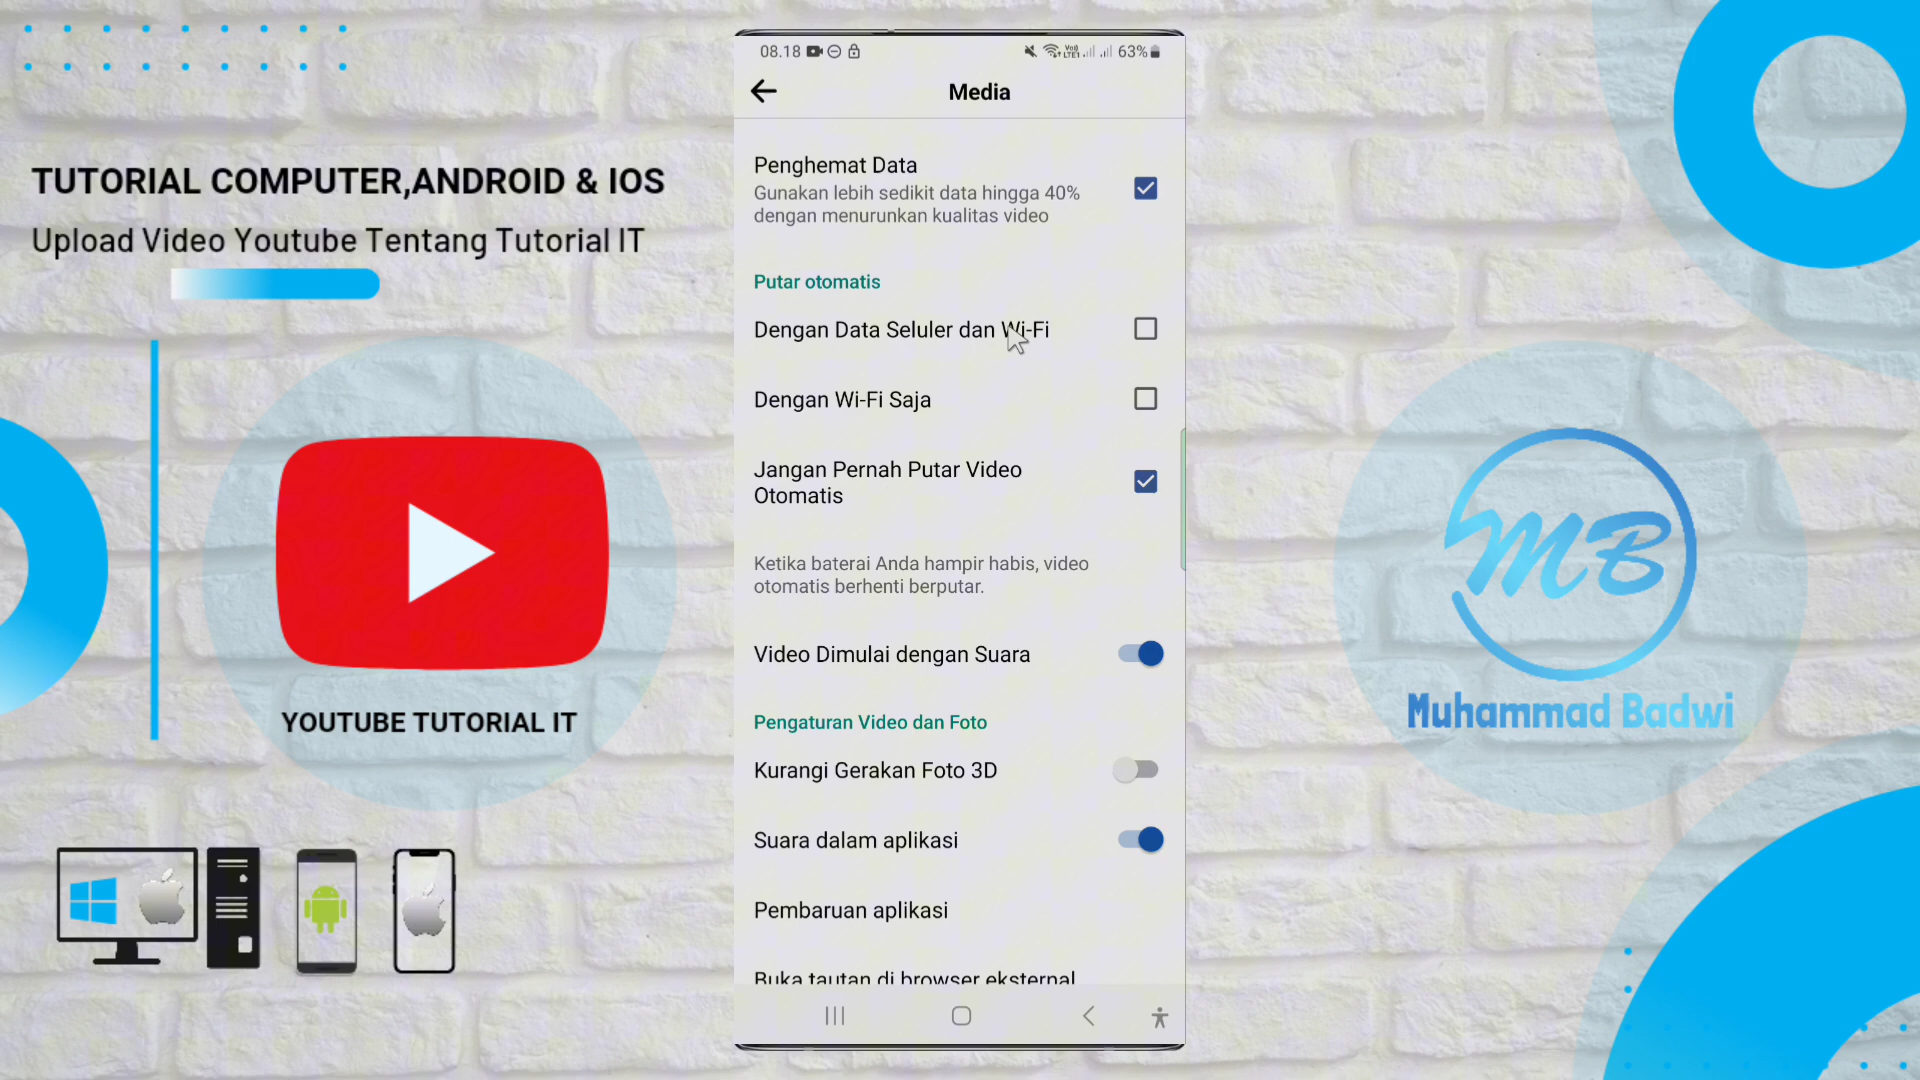 TUTORIAL COMPUTER,ANDROID & IOS
Upload Video Youtube Tentang Tutorial IT
YOUTUBE TUTORIAL IT
08.18
63%
Media
Penghemat Data
Gunakan lebih sedikit data hingga 40%
dengan menurunkan kualitas video
Putar otomatis
Dengan Data Seluler dan Wi-Fi
Dengan Wi-Fi Saja
Jangan Pernah Putar Video
Otomatis
Ketika baterai Anda hampir habis, video
otomatis berhenti berputar.
Video Dimulai dengan Suara
Pengaturan Video dan Foto
Kurangi Gerakan Foto 3D
Suara dalam aplikasi
Pembaruan aplikasi
Buka tautan di browser eksternal
MB
Muhammad Badwi